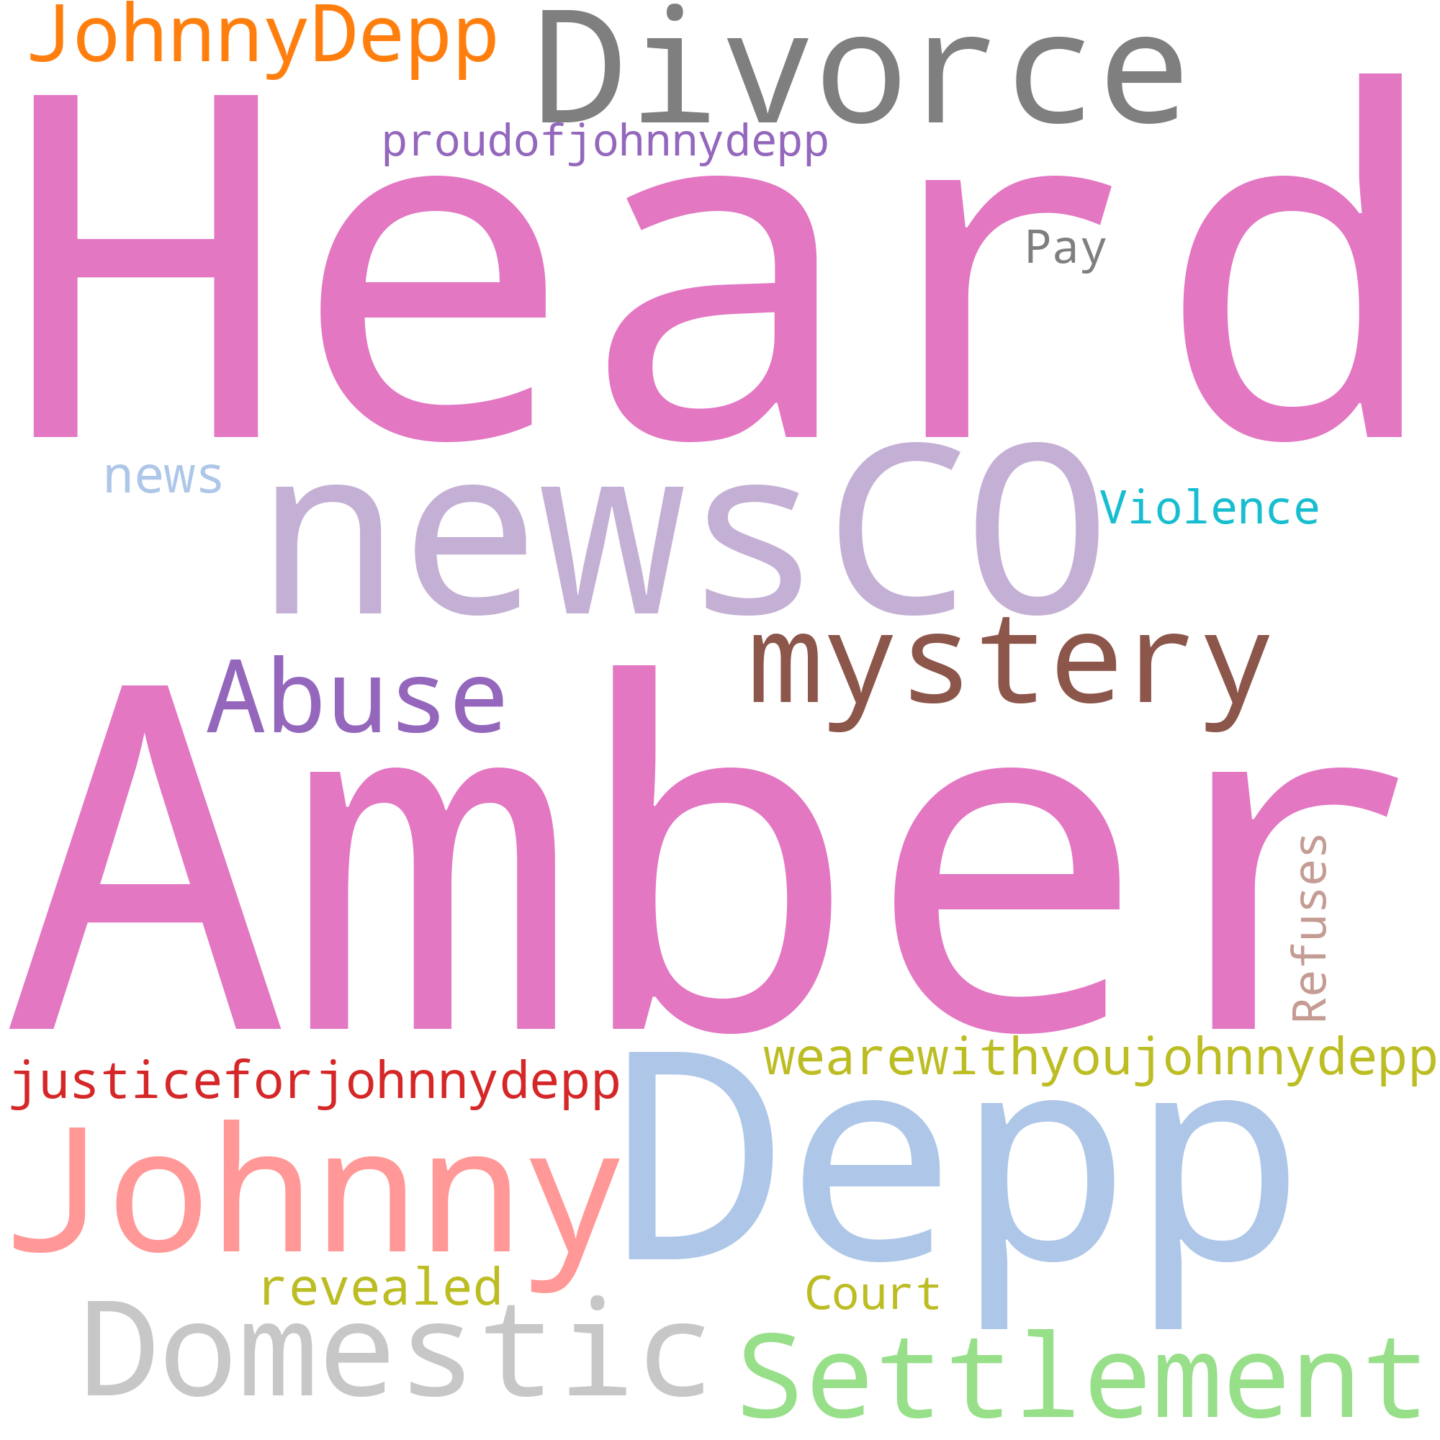 JohnnyDepp
Divorce
proudofjohnnydepp
Heard
Pay
news
newsCO
Violence
mystery
Abuse
Amber
Refuses
wearewithyoujohnnydepp
justiceforjohnnydepp
Johnny
Depp
revealed
Court
Domestic
Settlement